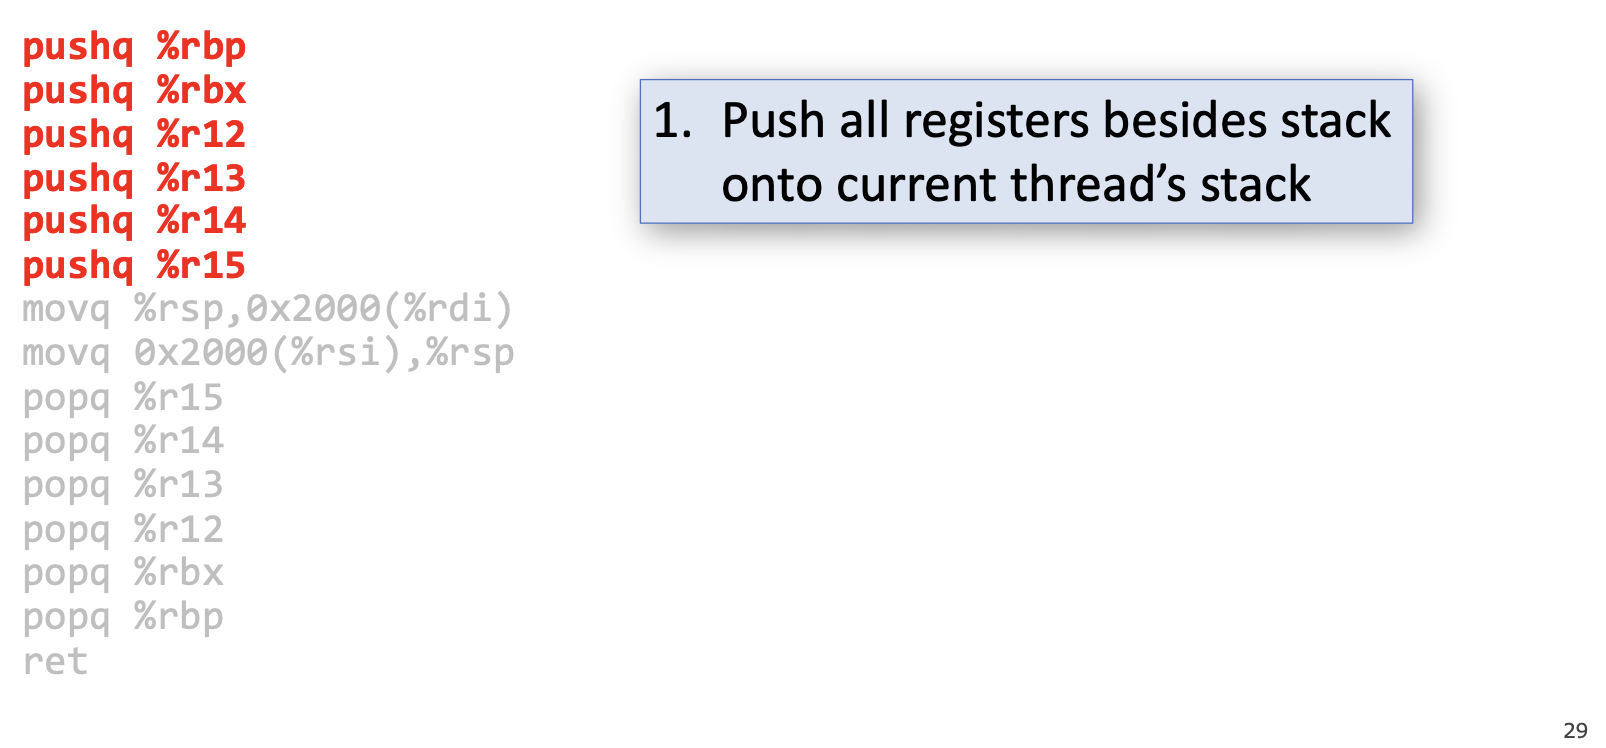 pushq %rbp
pushq %rbx
pushq %r12
pushq %r13
pushq %r14
pushq %r15
movq %rsp,0x2000(%rdi)
movq 0x2000(%rsi),%rsp
popq %r15
popq %r14
popq %r13
popq %r12
popq %rbx
popq %rbp
ret
1. Push all registers besides stack
onto current thread’s stack
29